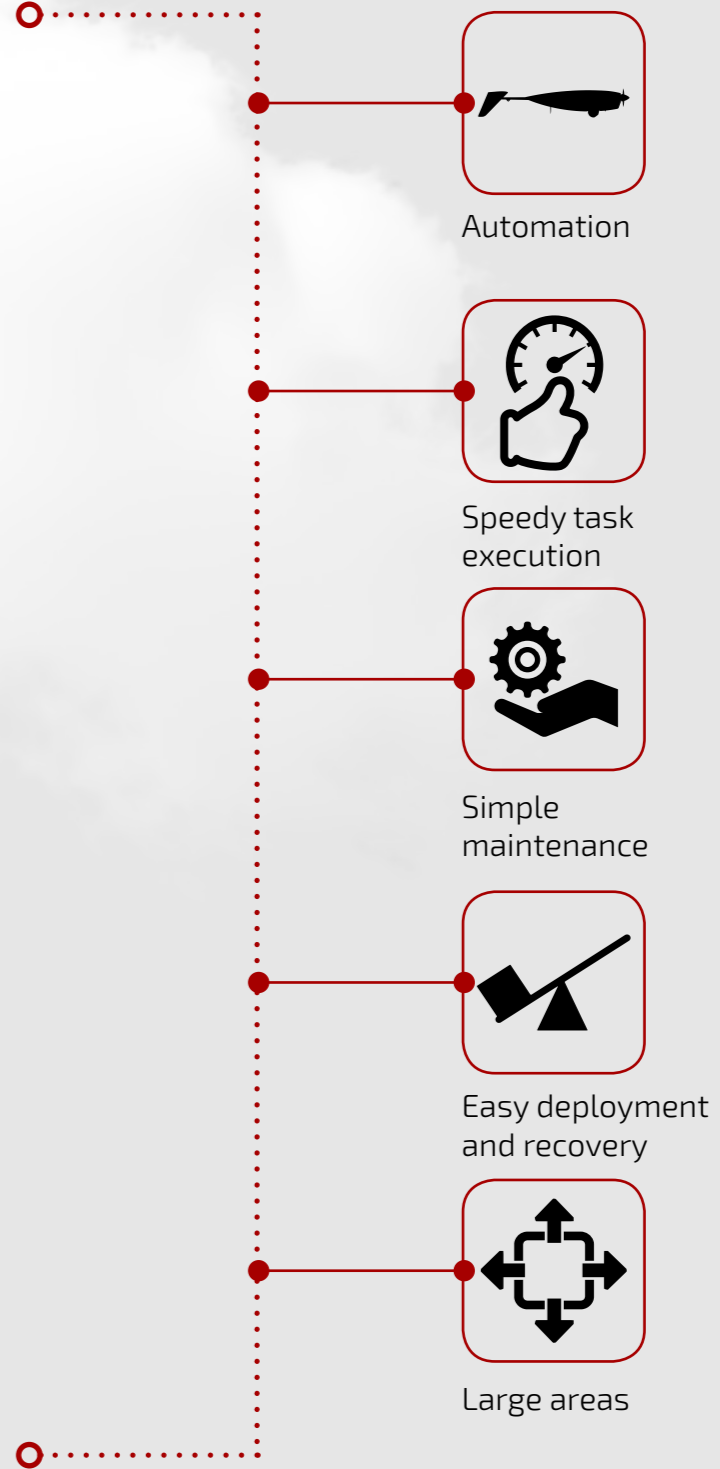 Automation
Speedy task
execution
Simple
maintenance
Easy deployment
and recovery
Large areas